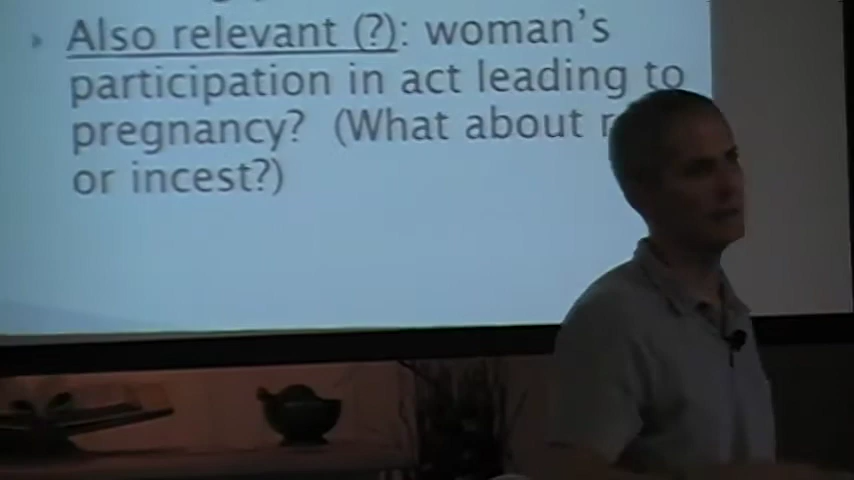 Also relevant (?): woman's
participation in act leading to
pregnancy? (What about
or incest?)